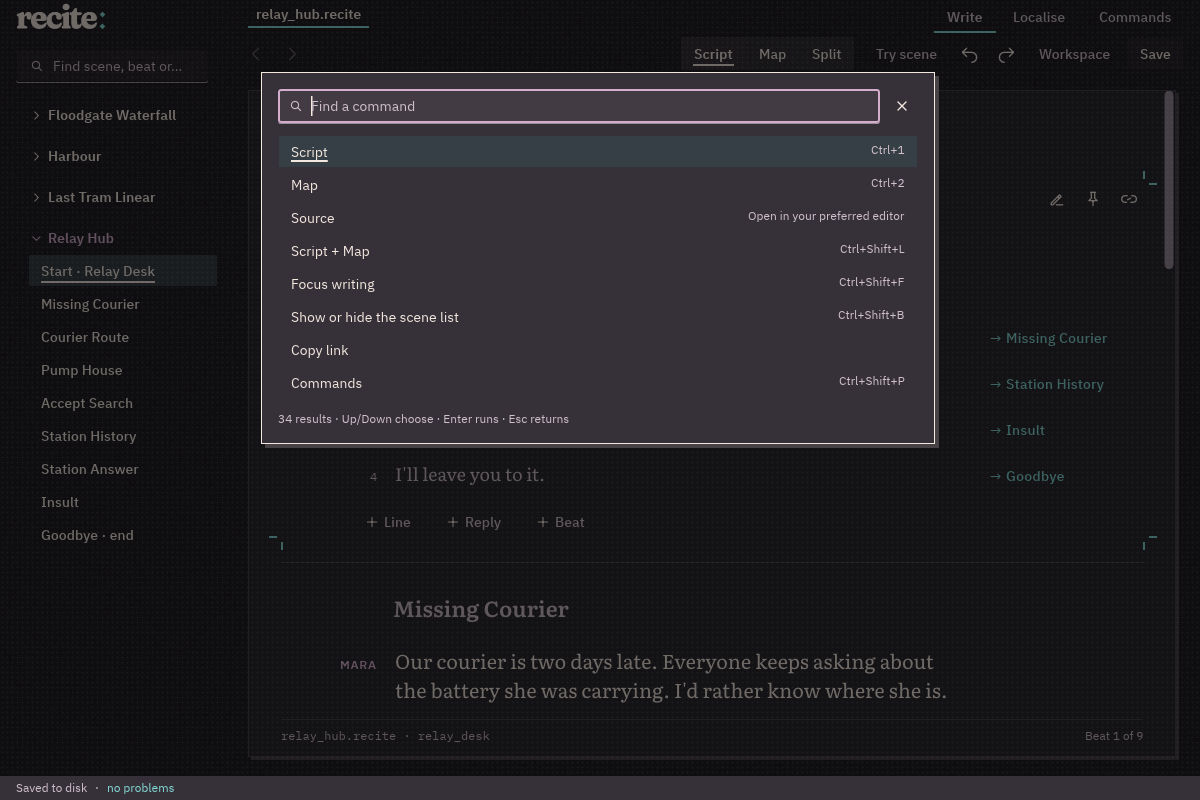 recite:
relay_hub.recite
Write
Localise
Commands
Find scene, beat or...
Script
Map
Split
Try scene
Workspace
Save
Floodgate Waterfall
Harbour
Last Tram Linear
Relay Hub
Start · Relay Desk
Missing Courier
Courier Route
Pump House
Accept Search
Station History
Station Answer
Insult
Goodbye · end
Find a command
Script Ctrl+1
Map Ctrl+2
Source Open in your preferred editor
Script + Map Ctrl+Shift+L
Focus writing Ctrl+Shift+F
Show or hide the scene list Ctrl+Shift+B
Copy link
Commands Ctrl+Shift+P
34 results · Up/Down choose · Enter runs · Esc returns
→ Missing Courier
→ Station History
→ Insult
→ Goodbye
4 I'll leave you to it.
+ Line + Reply + Beat
Missing Courier
MARA Our courier is two days late. Everyone keeps asking about
the battery she was carrying. I'd rather know where she is.
relay_hub.recite · relay_desk
Beat 1 of 9
Saved to disk · no problems